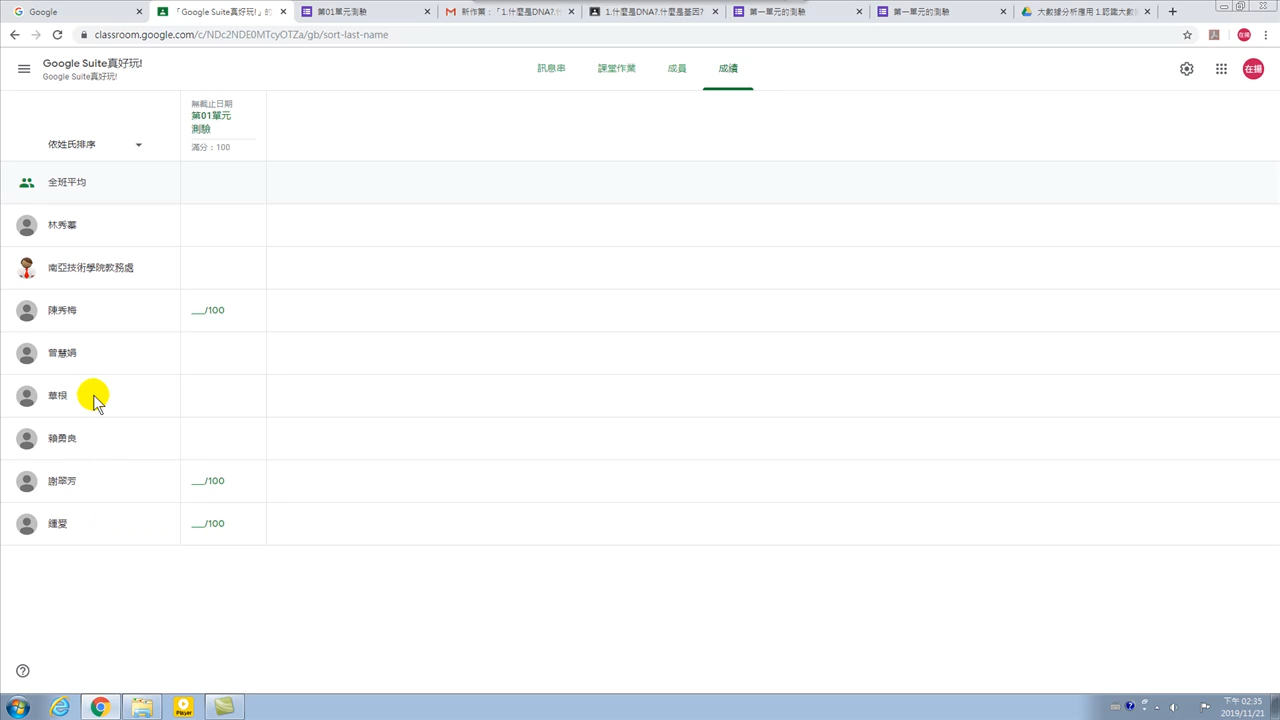 Google
「Google Suite真好玩!」的
第01單元測驗
新作業：「1.什麼是DNA?.什
1.什麼是DNA?.什麼是基因?
第一單元的測驗
第一單元的測驗
大數據分析應用 1.認識大數
classroom.google.com/c/NDc2NDE0MTcyOTZa/gb/sort-last-name
在揚
Google Suite真好玩!
Google Suite真好玩!
訊息串
課堂作業
成員
成績
在揚
依姓氏排序
無截止日期
第01單元
測驗
滿分：100
全班平均
林秀蓁
南亞技術學院教務處
陳秀梅
___/100
曾慧娟
華根
賴勇良
謝翠芳
___/100
鍾愛
___/100
Player
下午 02:35
2019/11/21